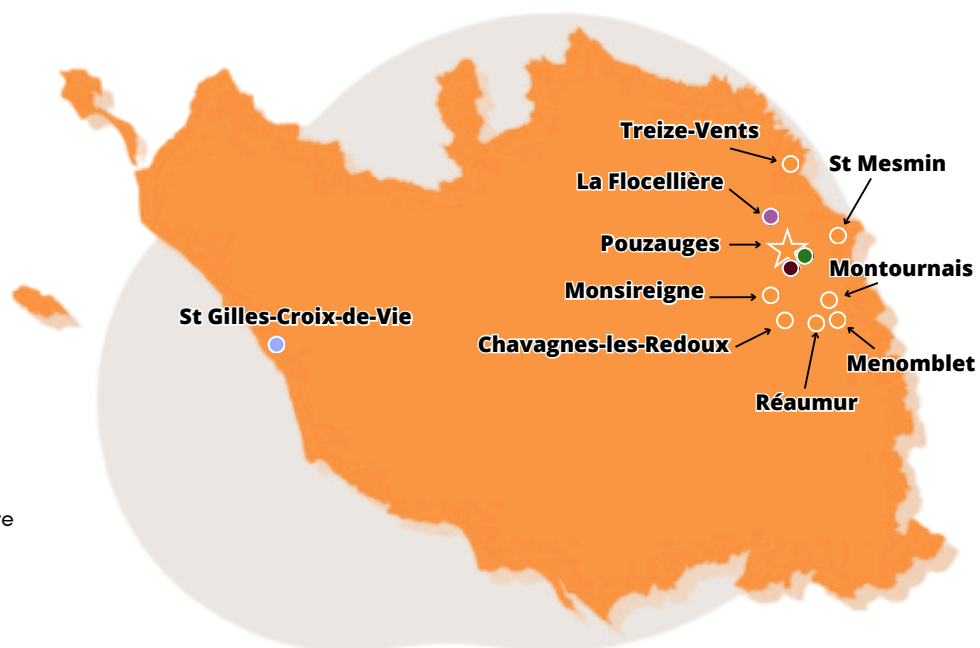 Treize-Vents
St Mesmin
La Flocellière
Pouzauges
Montournais
Monsireigne
St Gilles-Croix-de-Vie
Chavagnes-les-Redoux
Menomblet
Réaumur